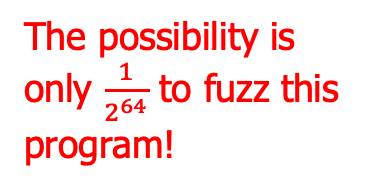 The possibility is
only 1/2^64 to fuzz this
program!